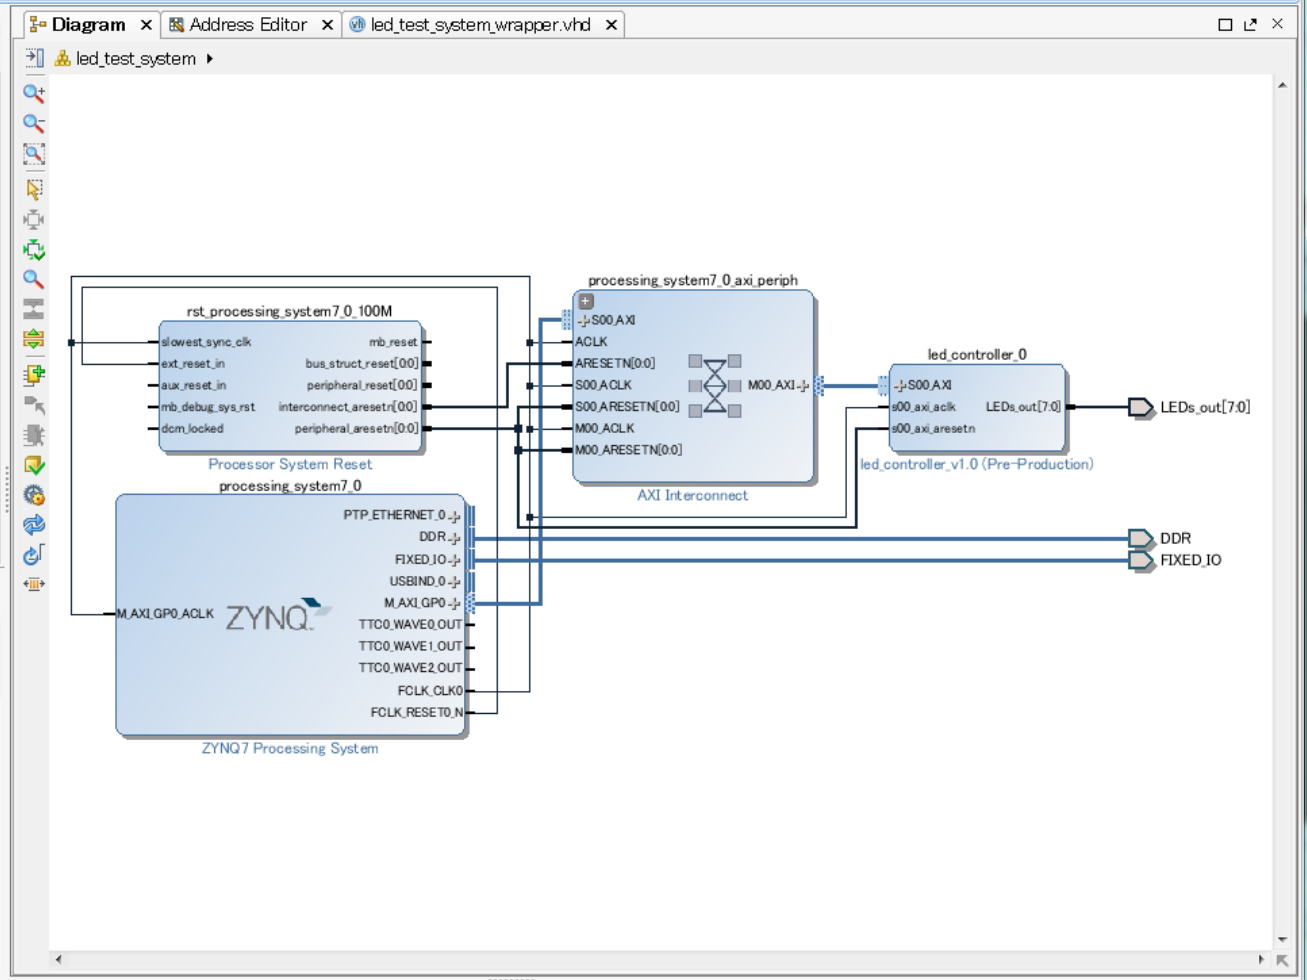 Diagram
Address Editor
led_test_system_wrapper.vhd
led_test_system
rst_processing_system7_0_100M
slowest_sync_clk
ext_reset_in
aux_reset_in
mb_debug_sys_rst
dcm_locked
mb_reset
bus_struct_reset[0:0]
peripheral_reset[0:0]
interconnect_aresetn[0:0]
peripheral_aresetn[0:0]
Processor System Reset
processing_system7_0
M_AXI_GP0_ACLK
ZYNQ
PTP_ETHERNET_0
DDR
FIXED_IO
USBIND_0
M_AXI_GP0
TTC0_WAVE0_OUT
TTC0_WAVE1_OUT
TTC0_WAVE2_OUT
FCLK_CLK0
FCLK_RESET0_N
ZYNQ7 Processing System
processing_system7_0_axi_periph
S00_AXI
ACLK
ARESETN[0:0]
S00_ACLK
S00_ARESETN[0:0]
M00_ACLK
M00_ARESETN[0:0]
M00_AXI
AXI Interconnect
led_controller_0
S00_AXI
s00_axi_aclk
s00_axi_aresetn
LEDs_out[7:0]
led_controller_v1.0 (Pre-Production)
LEDs_out[7:0]
DDR
FIXED_IO